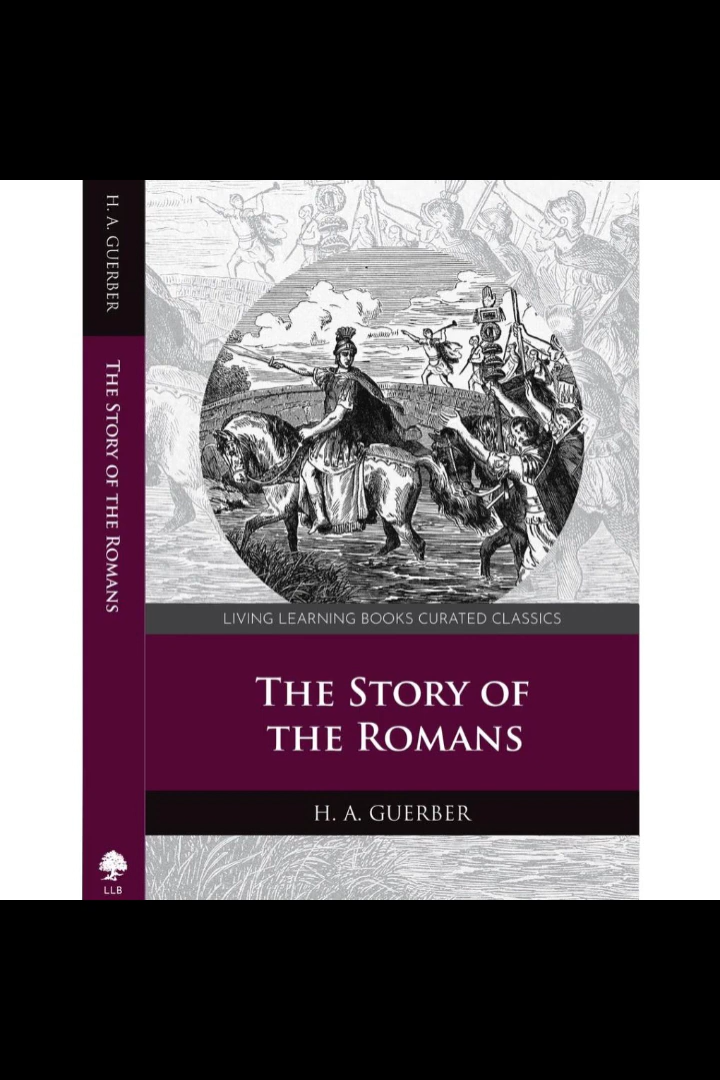 H. A. GUERBER
THE STORY OF THE ROMANS
LLB
LIVING LEARNING BOOKS CURATED CLASSICS
THE STORY OF
THE ROMANS
H. A. GUERBER